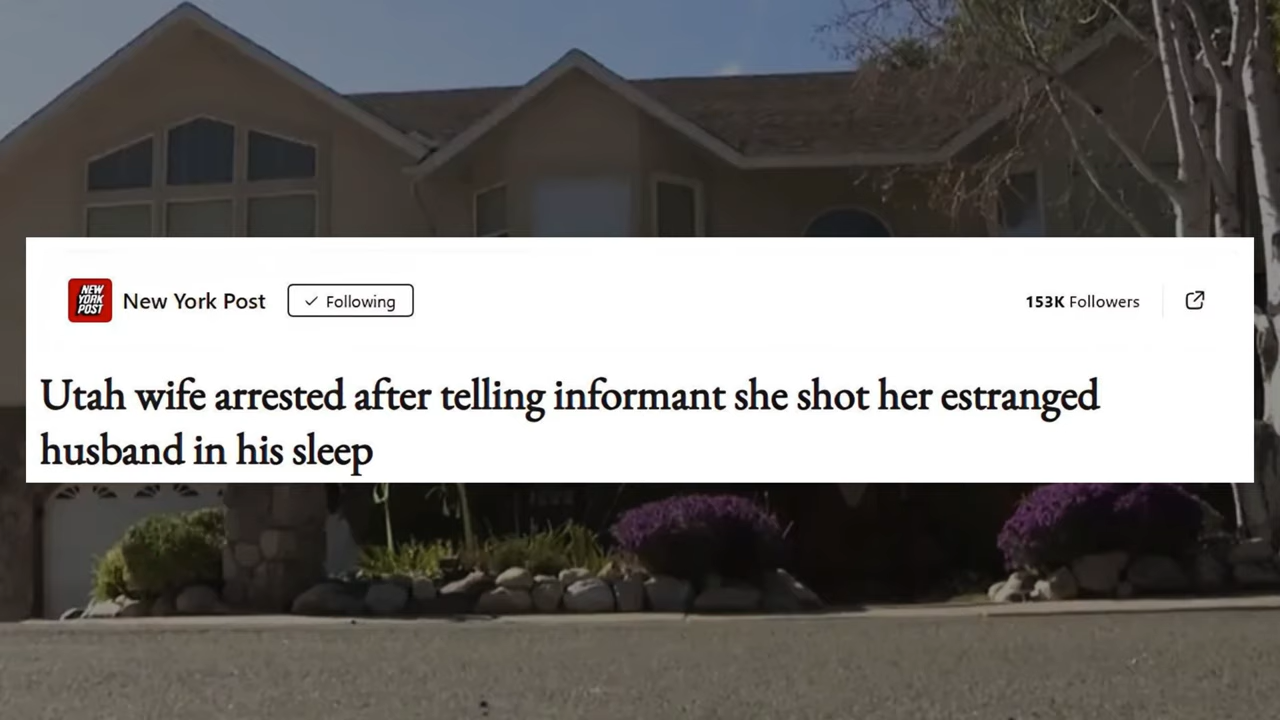 NEW
YORK
POST
New York Post
Following
153K Followers
Utah wife arrested after telling informant she shot her estranged
husband in his sleep